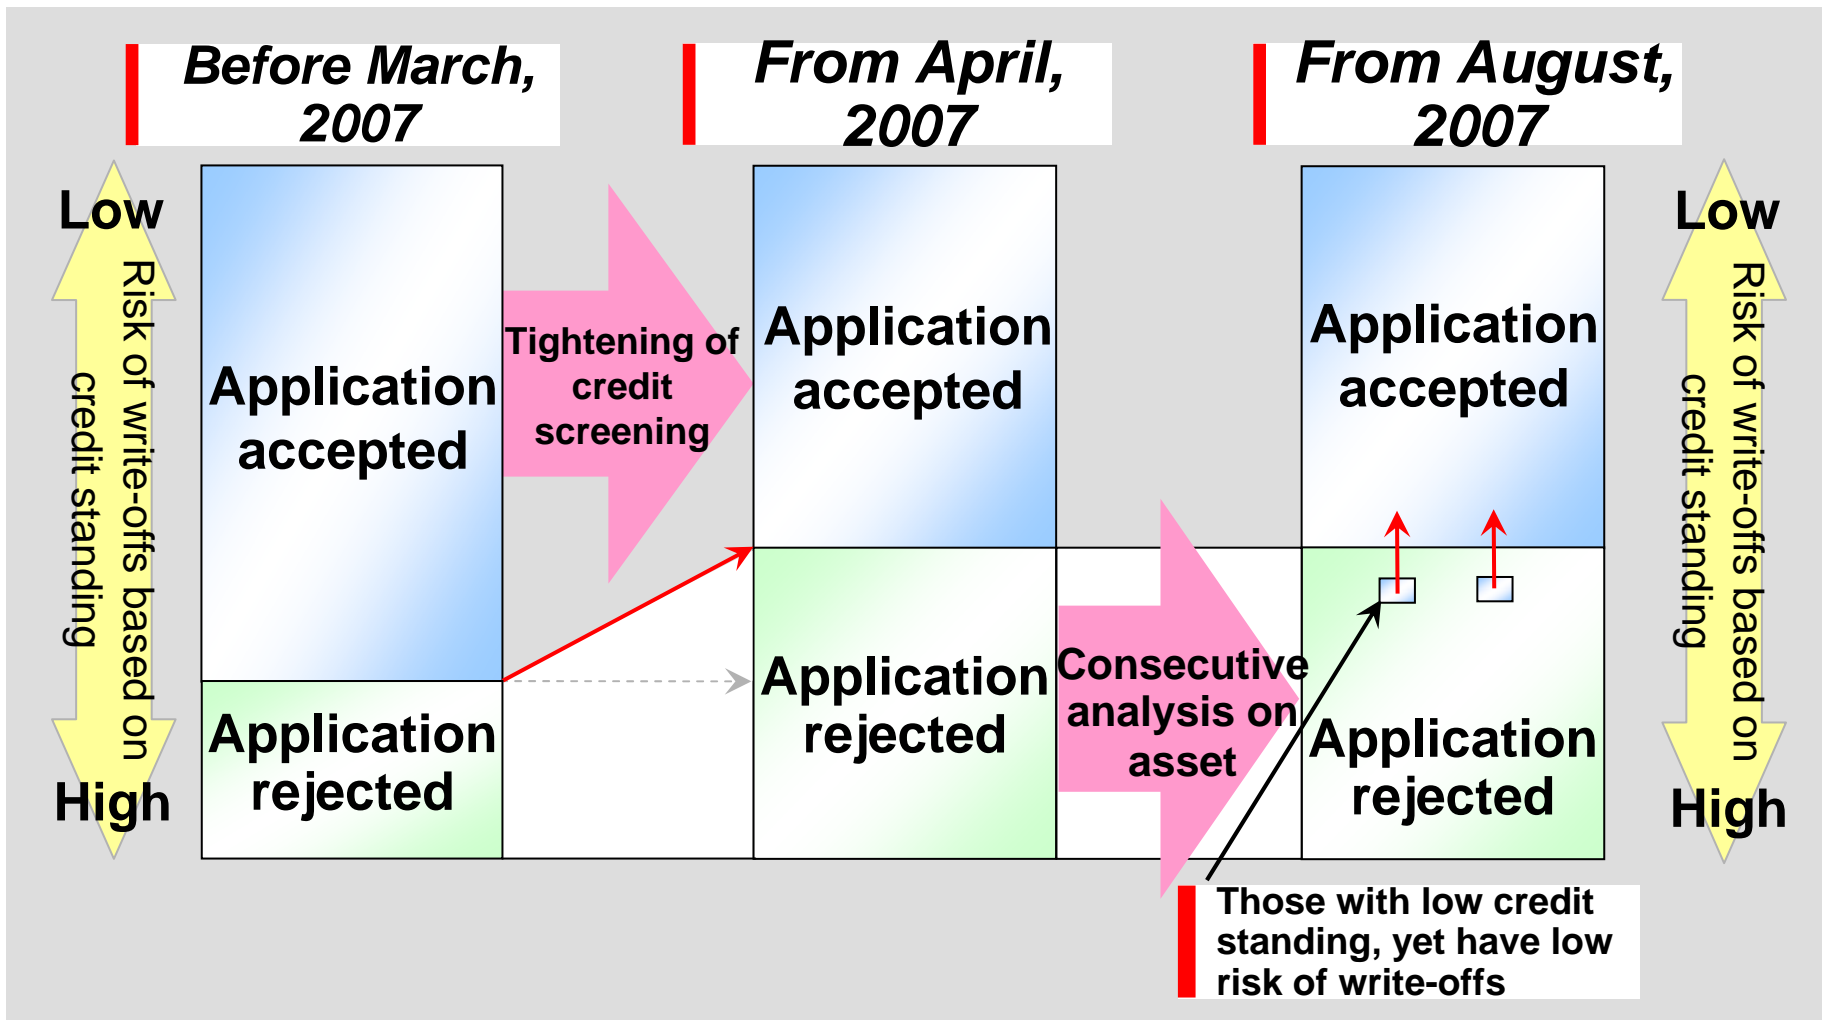 Before March,
2007
From April,
2007
From August,
2007
Low
Risk of write-offs based on
credit standing
High
Application
accepted
Application
rejected
Tightening of
credit
screening
Application
accepted
Application
rejected
Consecutive
analysis on
asset
Application
accepted
Application
rejected
Low
Risk of write-offs based on
credit standing
High
Those with low credit
standing, yet have low
risk of write-offs